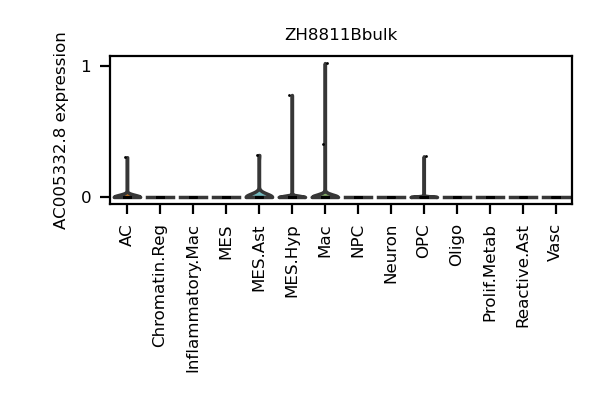 ZH8811Bbulk
AC005332.8 expression
1
0
AC
Chromatin.Reg
Inflammatory.Mac
MES
MES.Ast
MES.Hyp
Mac
NPC
Neuron
OPC
Oligo
Prolif.Metab
Reactive.Ast
Vasc